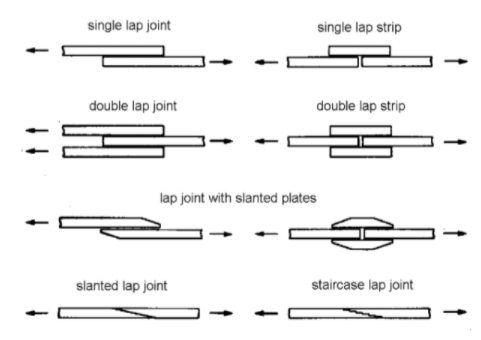 single lap joint
single lap strip
double lap joint
double lap strip
lap joint with slanted plates
slanted lap joint
staircase lap joint